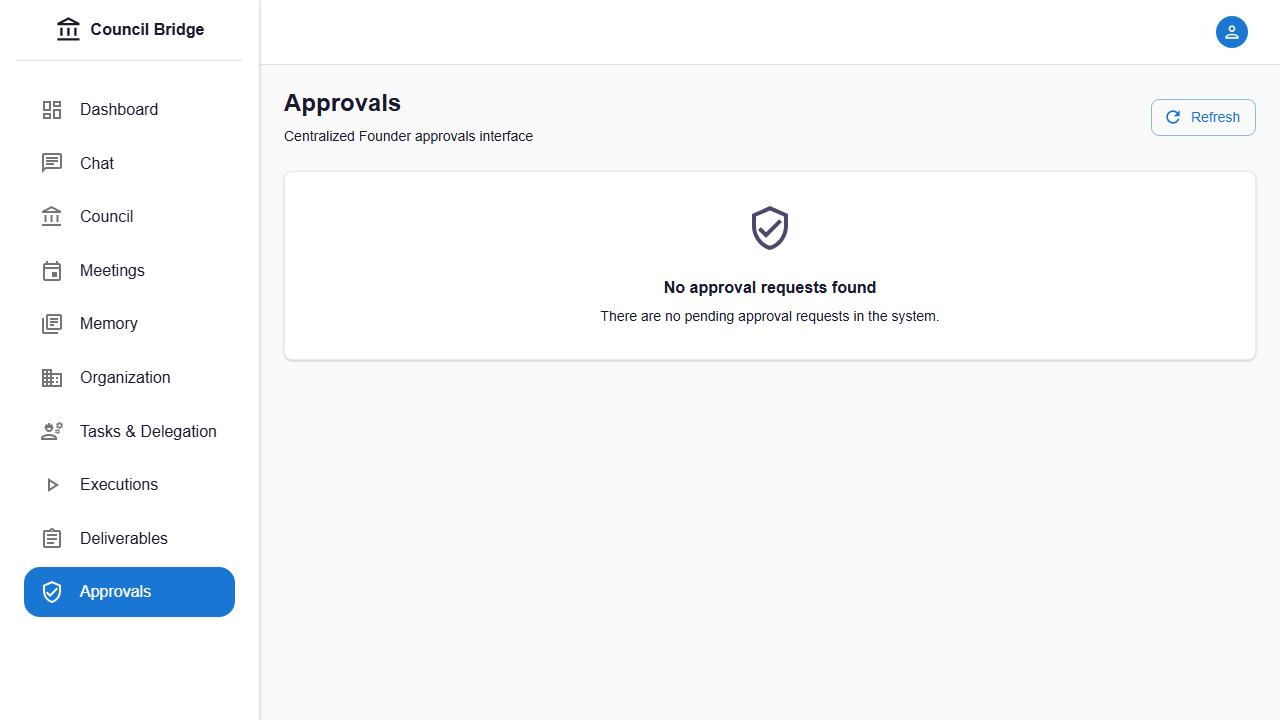 Council Bridge
Dashboard
Chat
Council
Meetings
Memory
Organization
Tasks & Delegation
Executions
Deliverables
Approvals
Approvals
Centralized Founder approvals interface
Refresh
No approval requests found
There are no pending approval requests in the system.